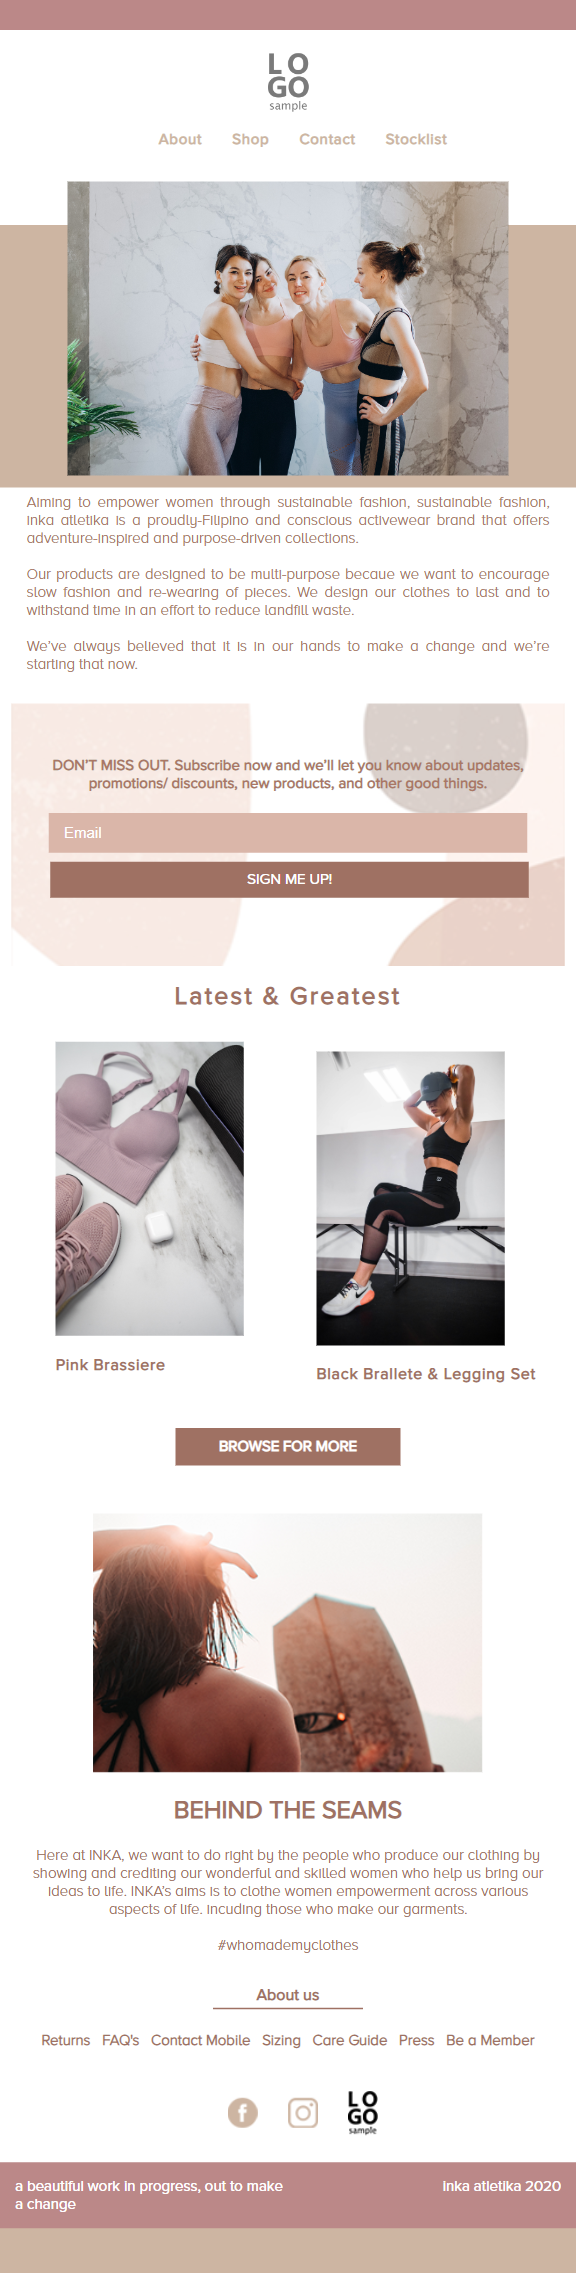 LO
GO
sample
About Shop Contact Stocklist
Aiming to empower women through sustainable fashion, sustainable fashion,
inka atletika is a proudly-Filipino and conscious activewear brand that offers
adventure-inspired and purpose-driven collections.
Our products are designed to be multi-purpose becaue we want to encourage
slow fashion and re-wearing of pieces. We design our clothes to last and to
withstand time in an effort to reduce landfill waste.
We've always believed that it is in our hands to make a change and we're
starting that now.
DON'T MISS OUT. Subscribe now and we'll let you know about updates,
promotions/ discounts, new products, and other good things.
Email
SIGN ME UP!
Latest & Greatest
Pink Brassiere
Black Brallete & Legging Set
BROWSE FOR MORE
BEHIND THE SEAMS
Here at INKA, we want to do right by the people who produce our clothing by
showing and crediting our wonderful and skilled women who help us bring our
ideas to life. INKA's aims is to clothe women empowerment across various
aspects of life. incuding those who make our garments.
#whomademyclothes
About us
Returns FAQ's Contact Mobile Sizing Care Guide Press Be a Member
LO
GO
sample
a beautiful work in progress, out to make
a change
inka atletika 2020